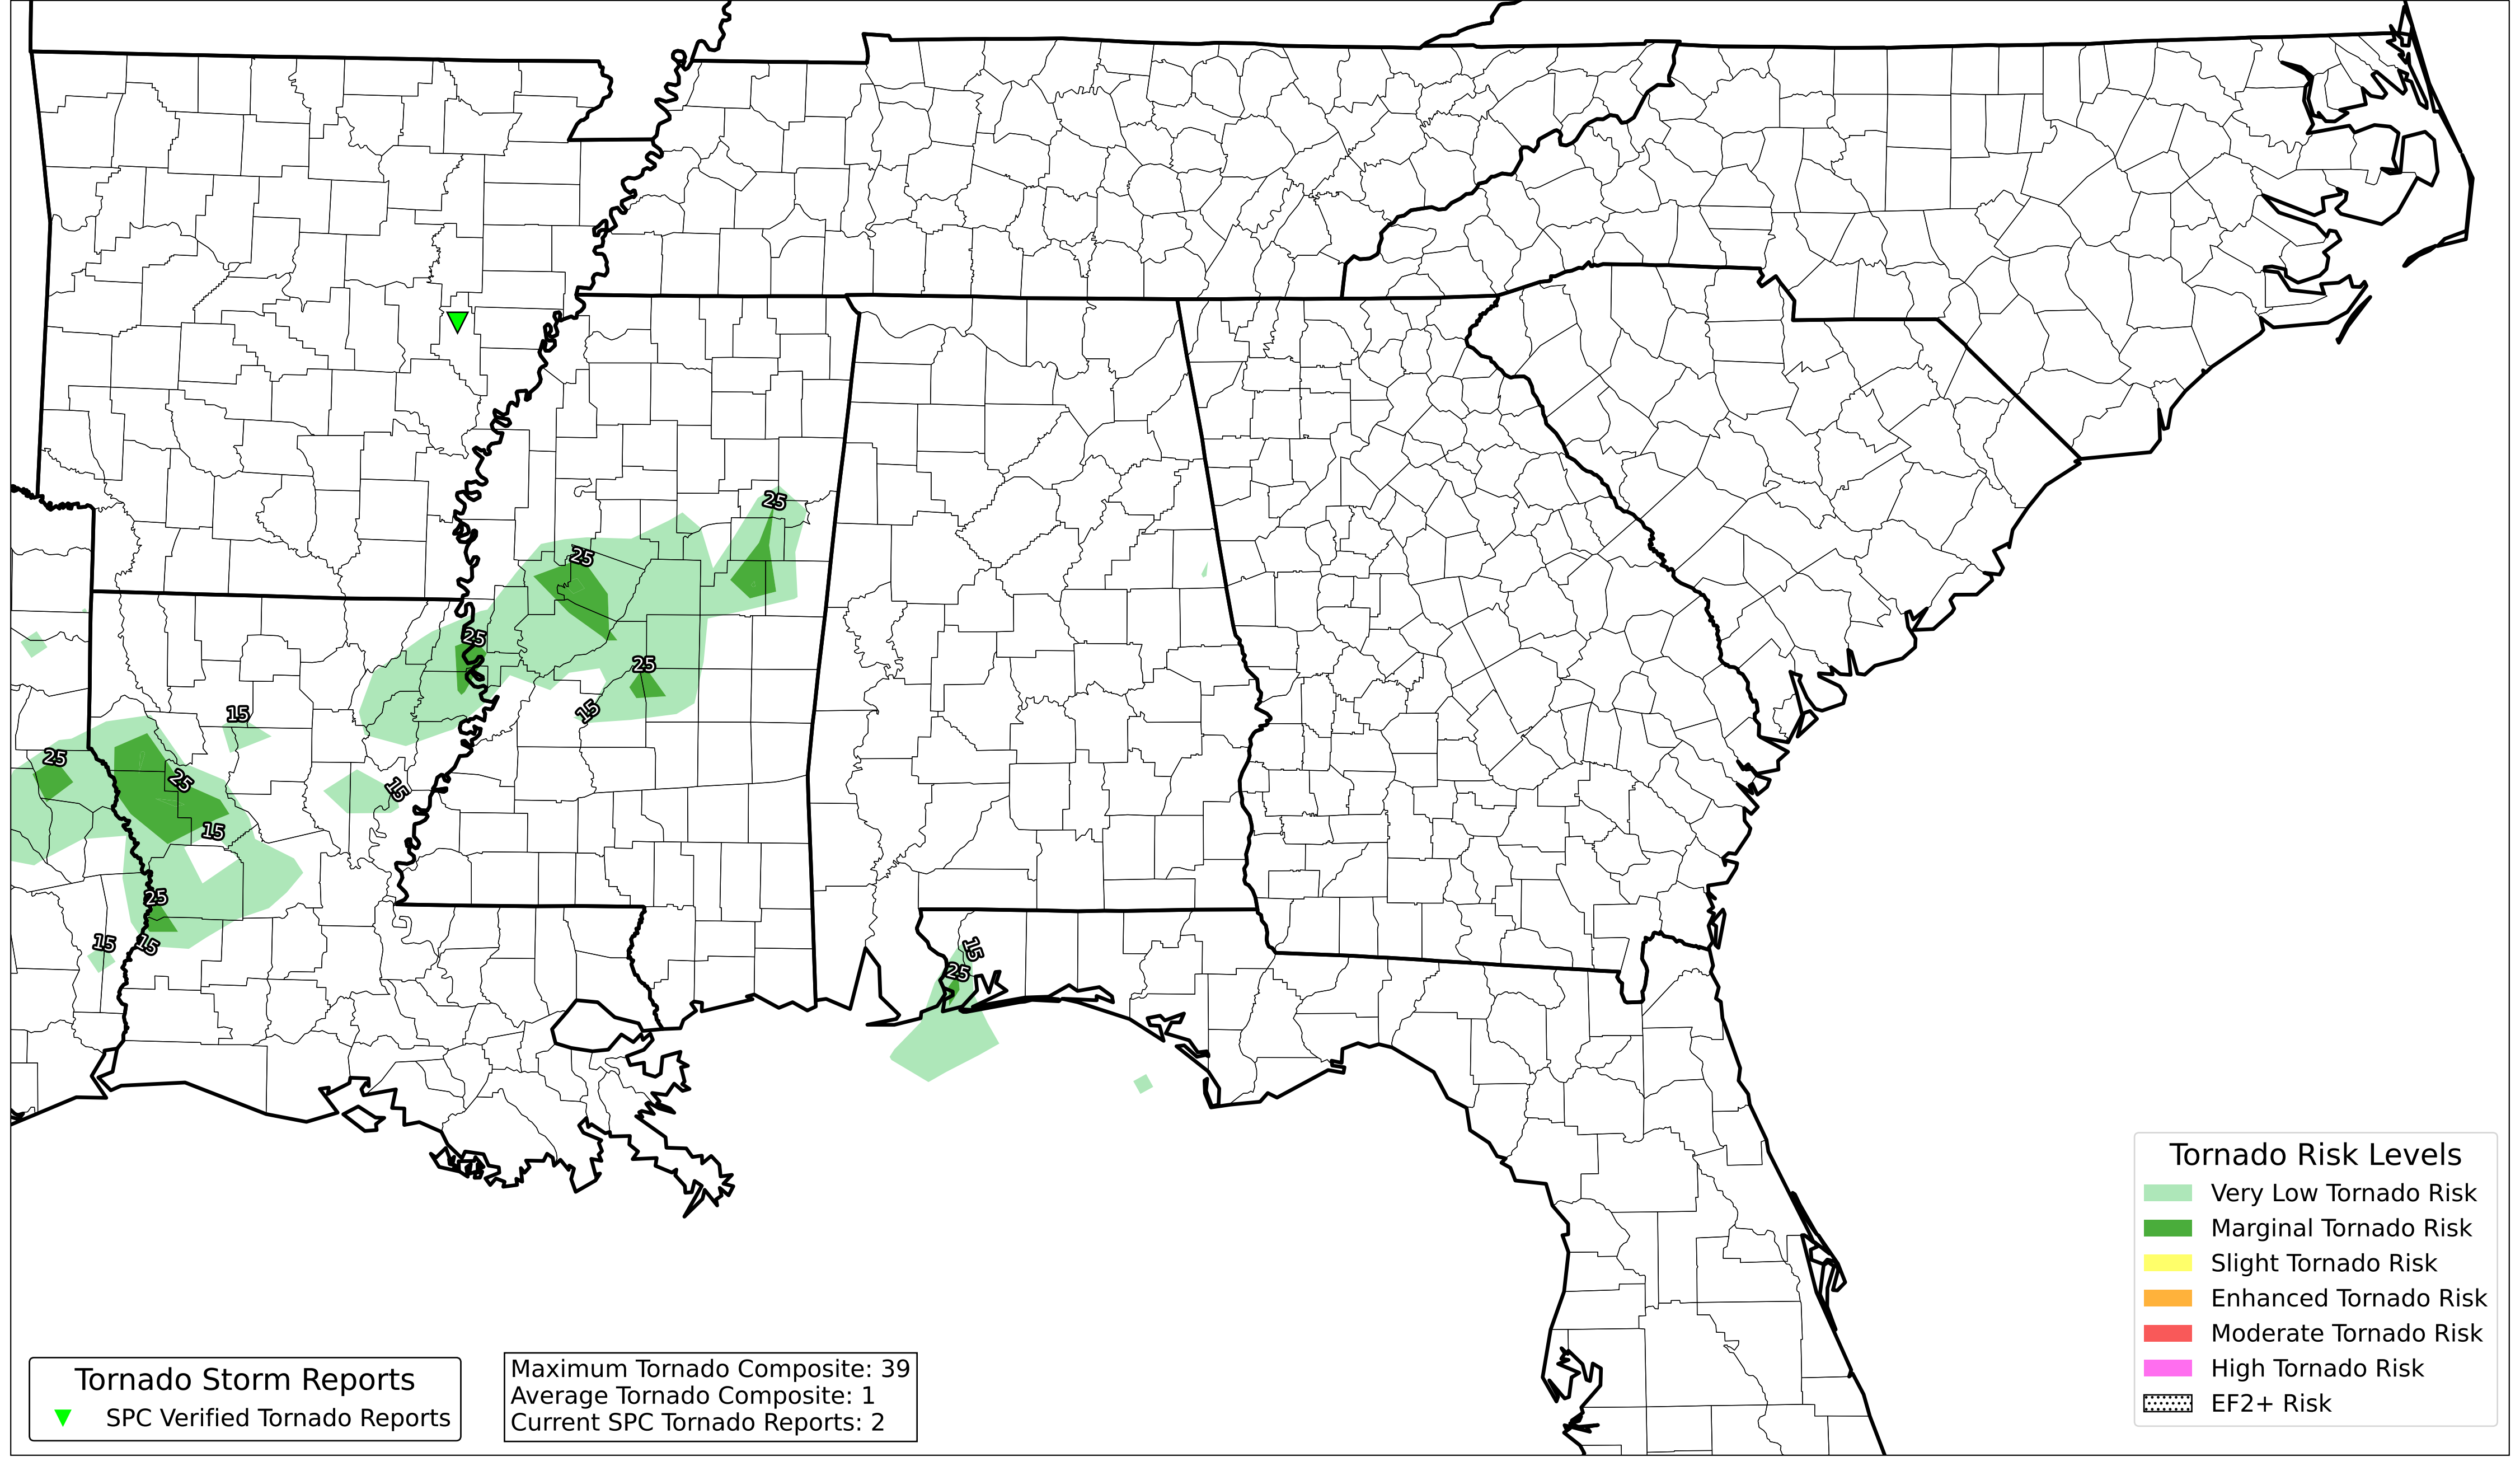 25
25
25
25
15
15
25
25
15
15
25
15
15
15
25
Tornado Risk Levels
Very Low Tornado Risk
Marginal Tornado Risk
Slight Tornado Risk
Enhanced Tornado Risk
Moderate Tornado Risk
High Tornado Risk
EF2+ Risk
Tornado Storm Reports
SPC Verified Tornado Reports
Maximum Tornado Composite: 39
Average Tornado Composite: 1
Current SPC Tornado Reports: 2